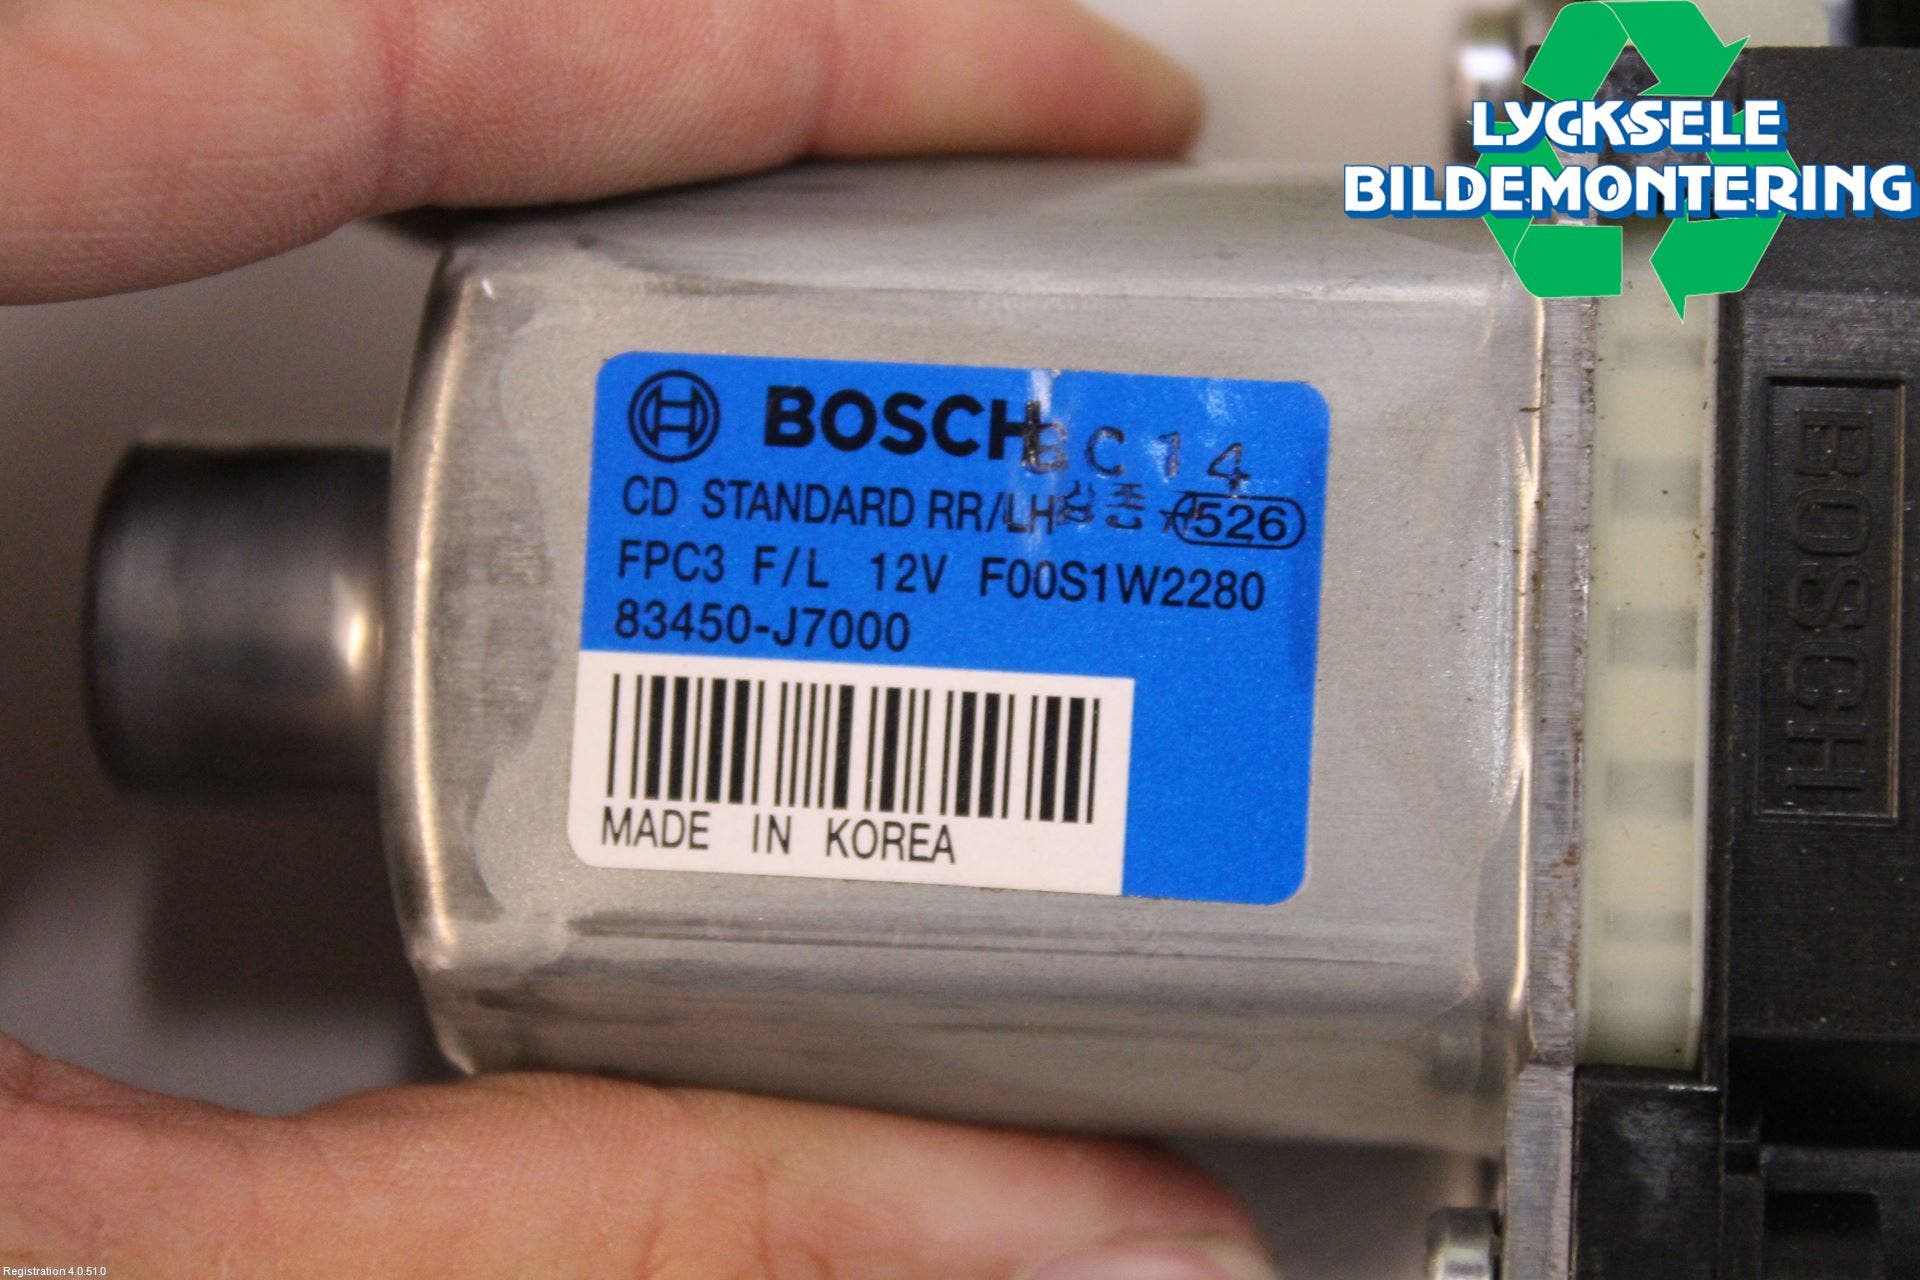 LYCKSELE
BILDEMONTERING
BOSCH
BC14
CD STANDARD RR/LH 526
FPC3 F/L 12V F00S1W2280
83450-J7000
MADE IN KOREA
BOSCH
Registration 4.0.51.0